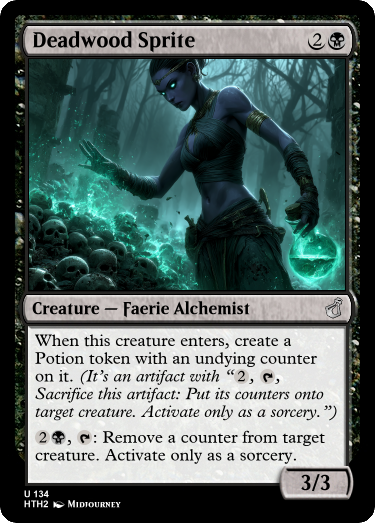 Deadwood Sprite 2
Creature — Faerie Alchemist
When this creature enters, create a
Potion token with an undying counter
on it. (It's an artifact with “2, ,
Sacrifice this artifact: Put its counters onto
target creature. Activate only as a sorcery.”)
2 , : Remove a counter from target
creature. Activate only as a sorcery.
3/3
U 134
HTH2 Midjourney